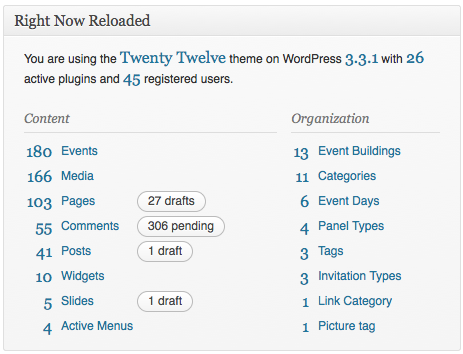 Right Now Reloaded
You are using the Twenty Twelve theme on WordPress 3.3.1 with 26
active plugins and 45 registered users.
Content
180 Events
166 Media
103 Pages 27 drafts
55 Comments 306 pending
41 Posts 1 draft
10 Widgets
5 Slides 1 draft
4 Active Menus
Organization
13 Event Buildings
11 Categories
6 Event Days
4 Panel Types
3 Tags
3 Invitation Types
1 Link Category
1 Picture tag